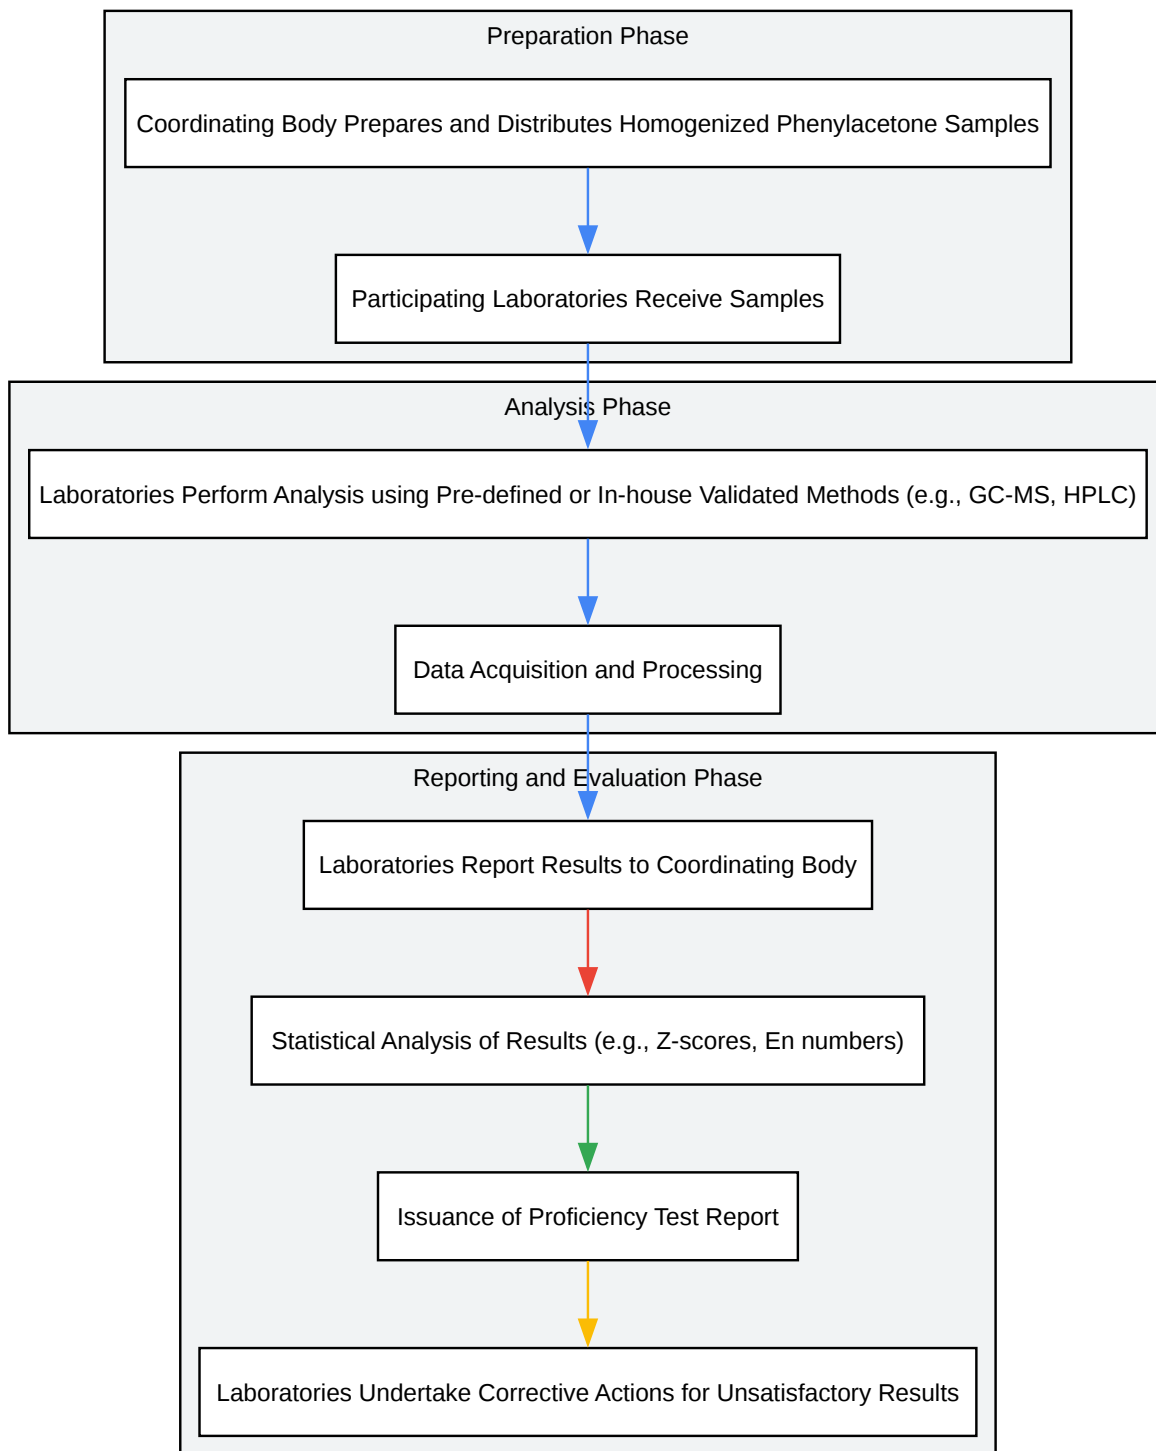 Preparation Phase
Coordinating Body Prepares and Distributes Homogenized Phenylacetone Samples
Participating Laboratories Receive Samples
Analysis Phase
Laboratories Perform Analysis using Pre-defined or In-house Validated Methods (e.g., GC-MS, HPLC)
Data Acquisition and Processing
Reporting and Evaluation Phase
Laboratories Report Results to Coordinating Body
Statistical Analysis of Results (e.g., Z-scores, En numbers)
Issuance of Proficiency Test Report
Laboratories Undertake Corrective Actions for Unsatisfactory Results